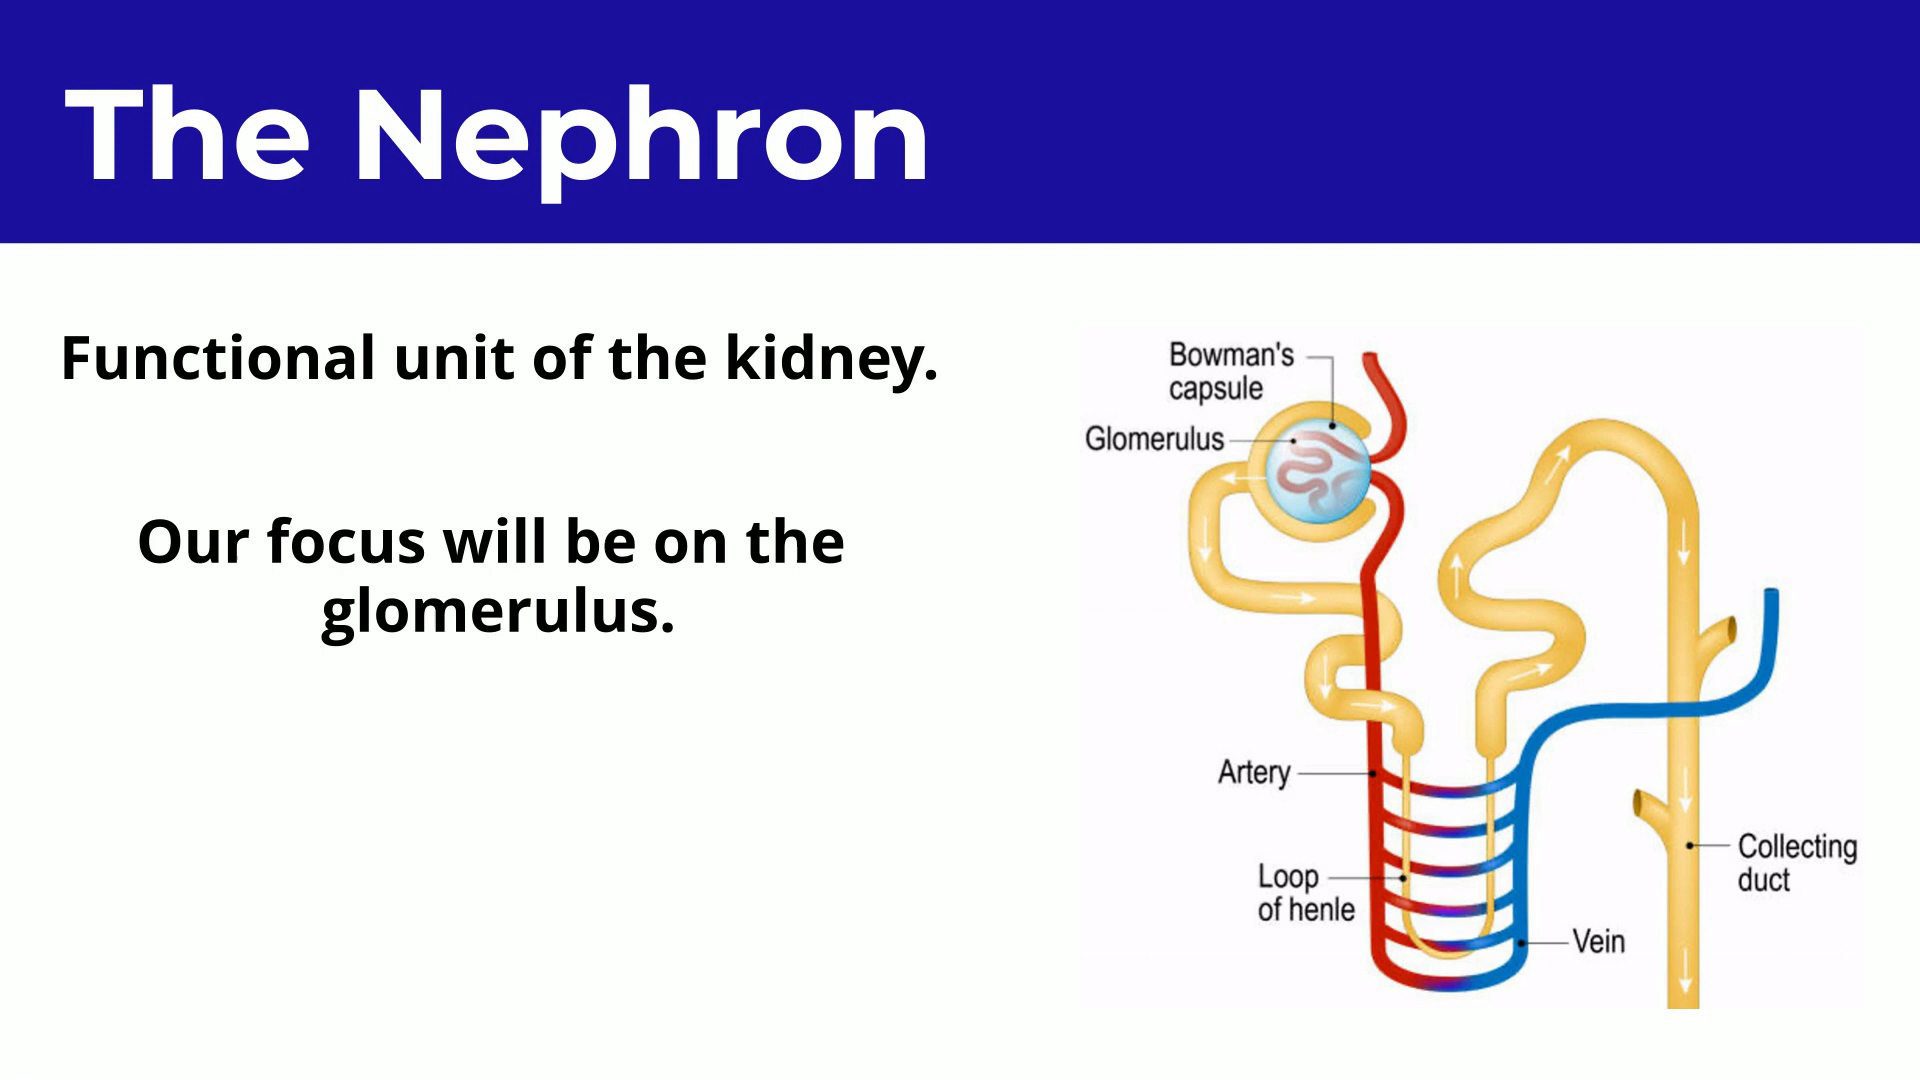 The Nephron
Functional unit of the kidney.
Our focus will be on the
glomerulus.
Bowman's
capsule
Glomerulus
Artery
Loop
of henle
Collecting
duct
Vein